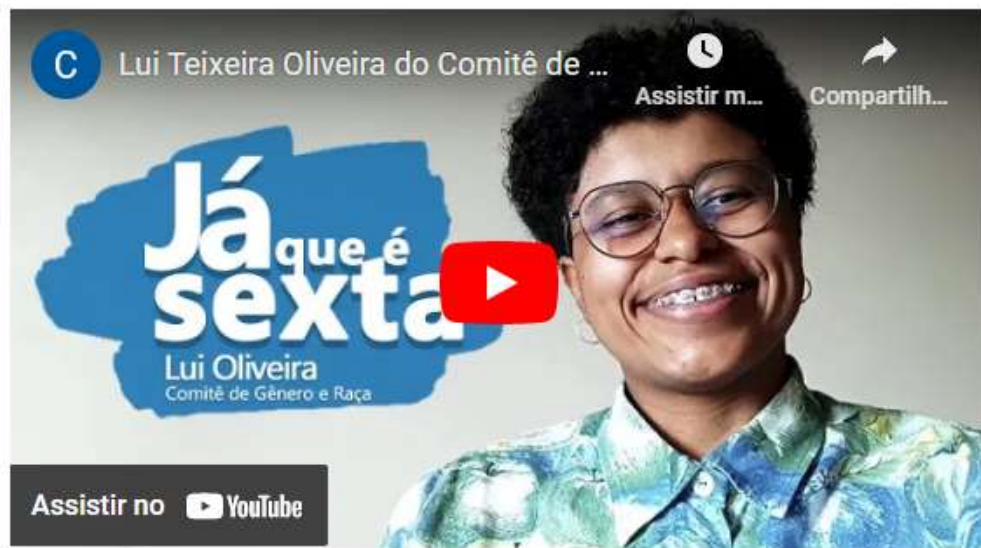 C
Lui Teixeira Oliveira do Comitê de ...
Assistir m...
Compartilh...
Já
que é
sexta
Lui Oliveira
Comitê de Gênero e Raça
Assistir no YouTube